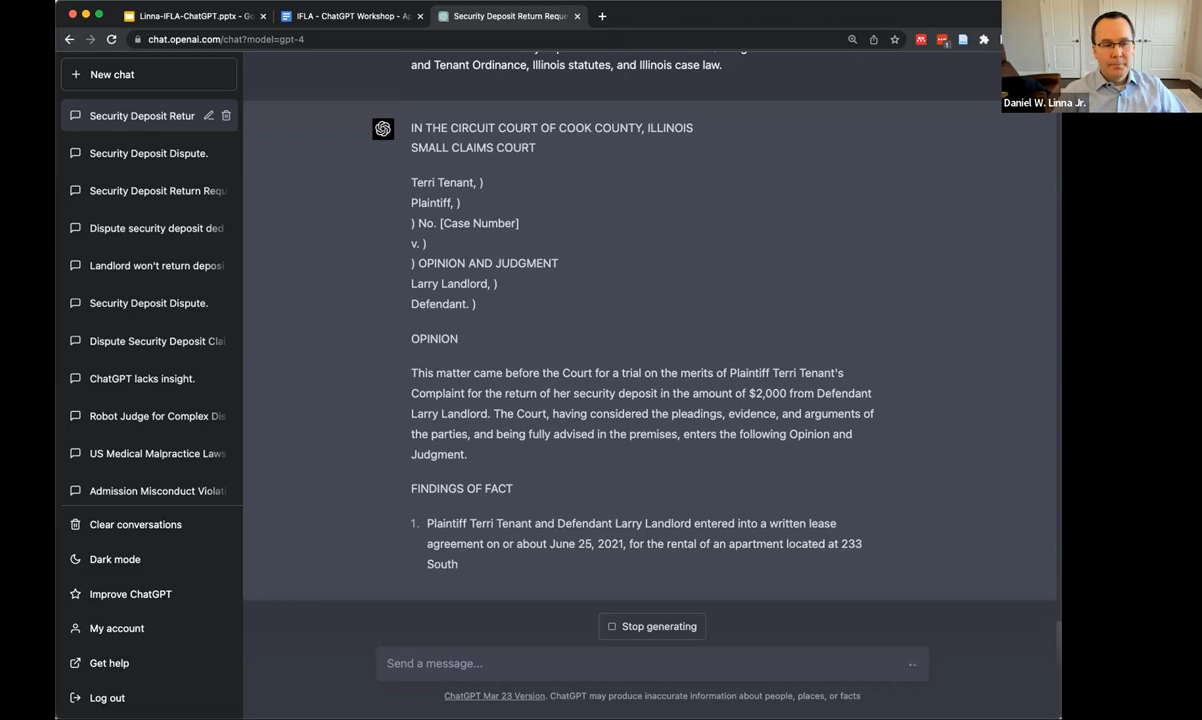 Linna-IFLA-ChatGPT.pptx - Go
IFLA - ChatGPT Workshop - Ap
Security Deposit Return Reque
chat.openai.com/chat?model=gpt-4
Daniel W. Linna Jr.
New chat
Security Deposit Retur
Security Deposit Dispute.
Security Deposit Return Requ
Dispute security deposit ded
Landlord won't return deposi
Security Deposit Dispute.
Dispute Security Deposit Clai
ChatGPT lacks insight.
Robot Judge for Complex Dis
US Medical Malpractice Laws
Admission Misconduct Violati
Clear conversations
Dark mode
Improve ChatGPT
My account
Get help
Log out
and Tenant Ordinance, Illinois statutes, and Illinois case law.
IN THE CIRCUIT COURT OF COOK COUNTY, ILLINOIS
SMALL CLAIMS COURT
Terri Tenant, )
Plaintiff, )
) No. [Case Number]
v. )
) OPINION AND JUDGMENT
Larry Landlord, )
Defendant. )
OPINION
This matter came before the Court for a trial on the merits of Plaintiff Terri Tenant's
Complaint for the return of her security deposit in the amount of $2,000 from Defendant
Larry Landlord. The Court, having considered the pleadings, evidence, and arguments of
the parties, and being fully advised in the premises, enters the following Opinion and
Judgment.
FINDINGS OF FACT
1. Plaintiff Terri Tenant and Defendant Larry Landlord entered into a written lease
agreement on or about June 25, 2021, for the rental of an apartment located at 233
South
Stop generating
Send a message...
ChatGPT Mar 23 Version. ChatGPT may produce inaccurate information about people, places, or facts